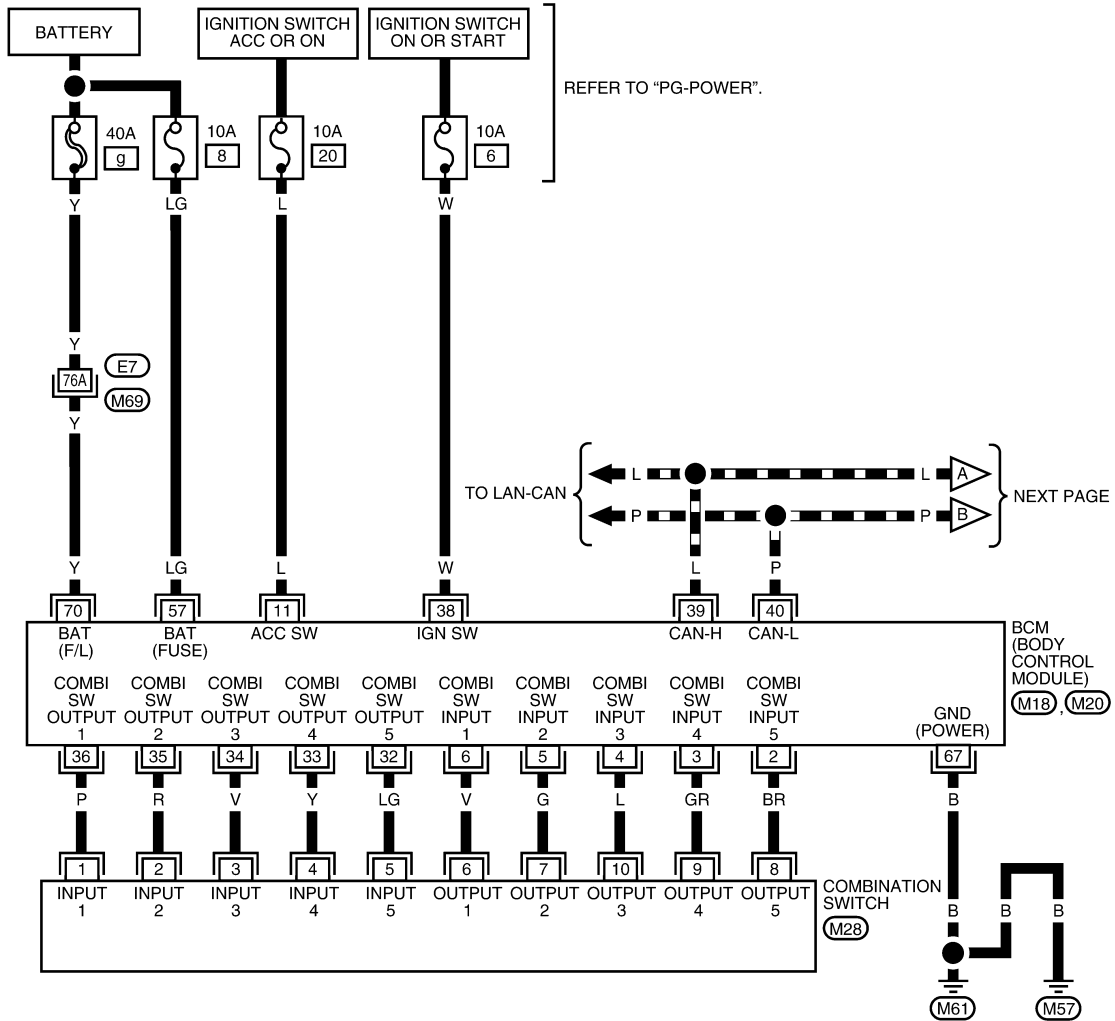 BATTERY
IGNITION SWITCH
ACC OR ON
IGNITION SWITCH
ON OR START
REFER TO “PG-POWER”.
40A
g
10A
8
10A
20
10A
6
Y
LG
L
W
Y
76A
E7
M69
Y
TO LAN-CAN
L
L
A
P
P
B
NEXT PAGE
Y
LG
L
W
L
P
70
57
11
38
39
40
BAT
(F/L)
BAT
(FUSE)
ACC SW
IGN SW
CAN-H
CAN-L
BCM
(BODY
CONTROL
MODULE)
M18 , M20
COMBI
SW
OUTPUT
1
COMBI
SW
OUTPUT
2
COMBI
SW
OUTPUT
3
COMBI
SW
OUTPUT
4
COMBI
SW
OUTPUT
5
COMBI
SW
INPUT
1
COMBI
SW
INPUT
2
COMBI
SW
INPUT
3
COMBI
SW
INPUT
4
COMBI
SW
INPUT
5
GND
(POWER)
36
35
34
33
32
6
5
4
3
2
67
P
R
V
Y
LG
V
G
L
GR
BR
B
1
2
3
4
5
6
7
10
9
8
INPUT
1
INPUT
2
INPUT
3
INPUT
4
INPUT
5
OUTPUT
1
OUTPUT
2
OUTPUT
3
OUTPUT
4
OUTPUT
5
COMBINATION
SWITCH
M28
B
B
B
M61
M57